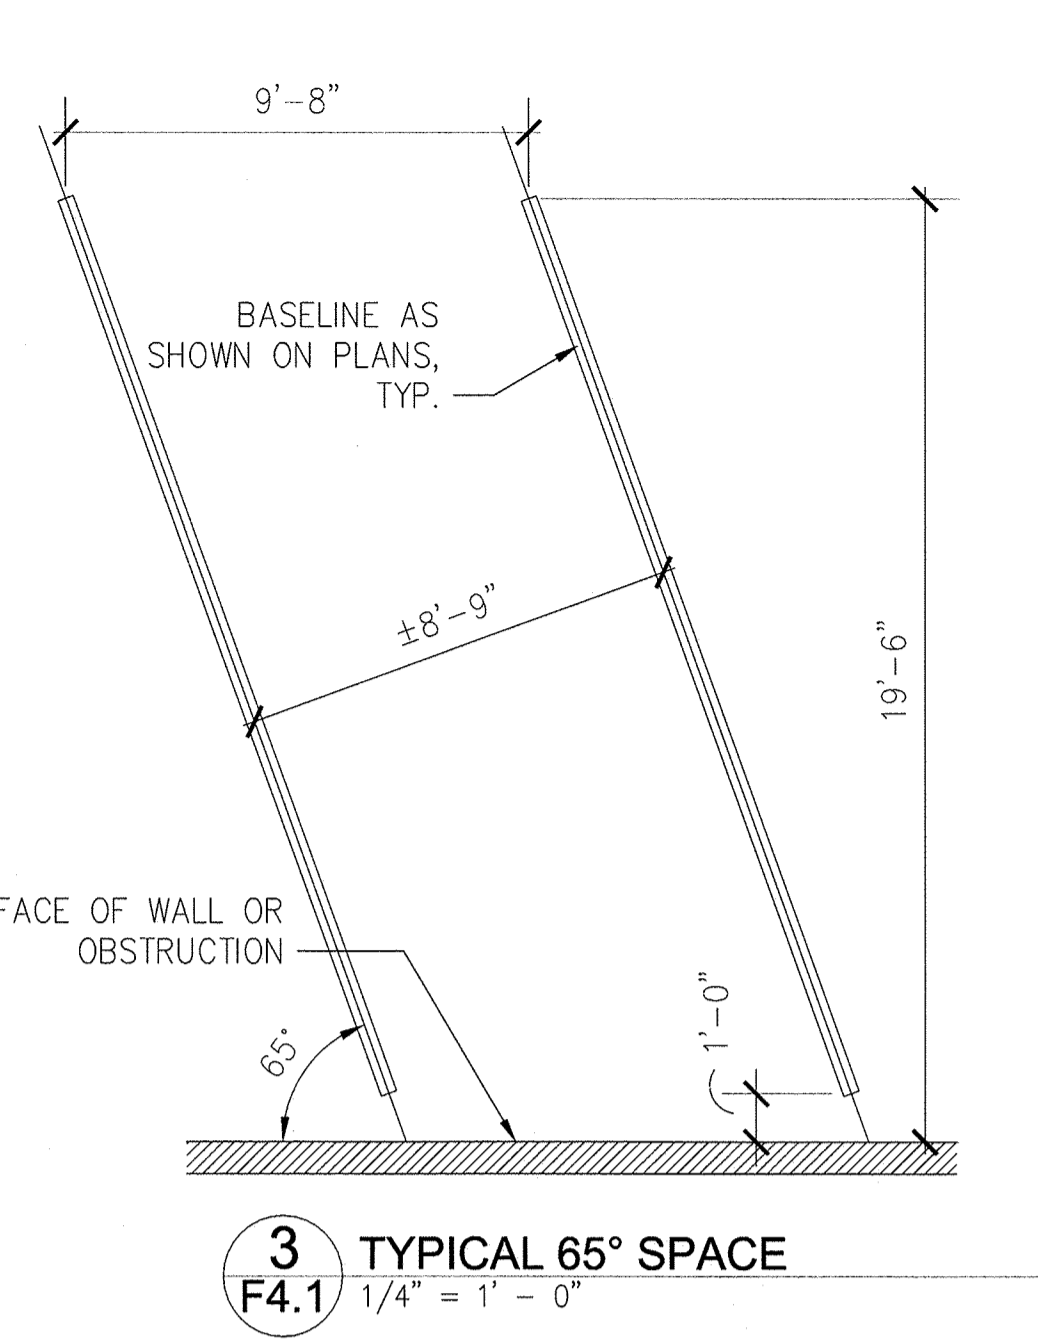 9'-8"
BASELINE AS
SHOWN ON PLANS,
TYP.
±8'-9"
19'-6"
FACE OF WALL OR
OBSTRUCTION
1'-0"
65°
3
F4.1
TYPICAL 65° SPACE
1/4" = 1' - 0"